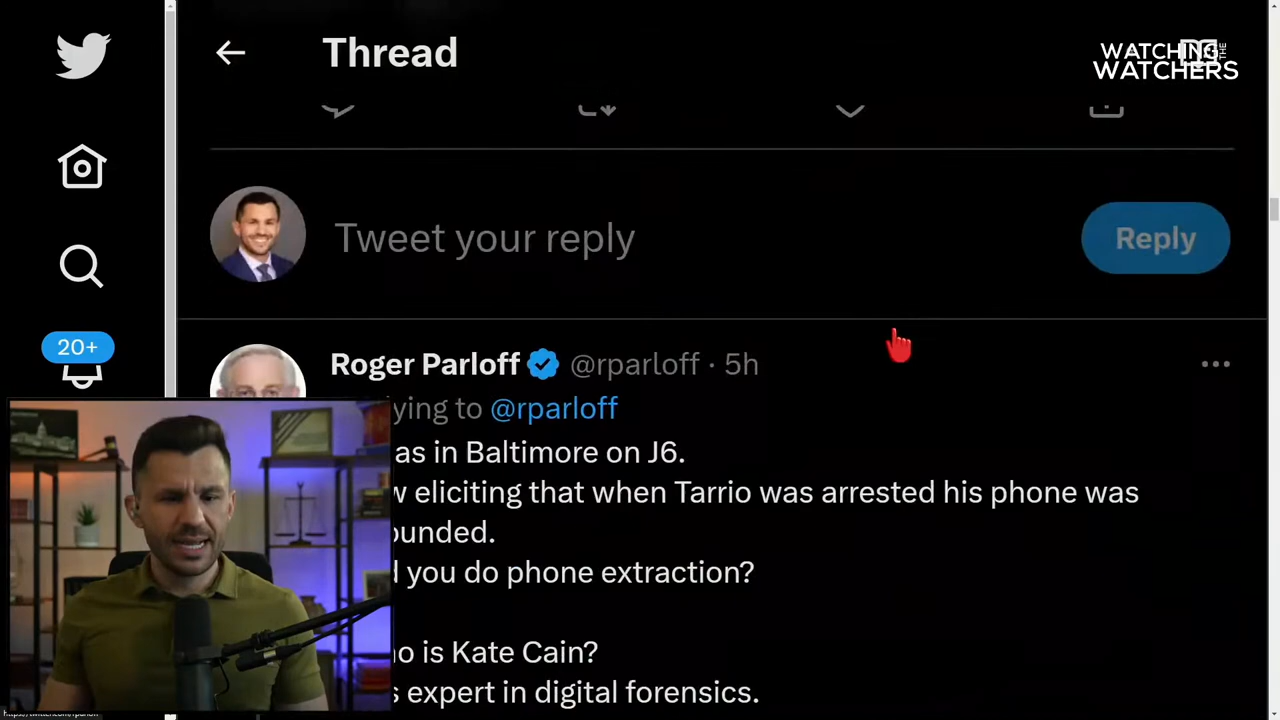 Thread
WATCHING THE
WATCHERS
Tweet your reply
Reply
20+
Roger Parloff @rparloff · 5h
ying to @rparloff
as in Baltimore on J6.
w eliciting that when Tarrio was arrested his phone was
ounded.
d you do phone extraction?
o is Kate Cain?
s expert in digital forensics.